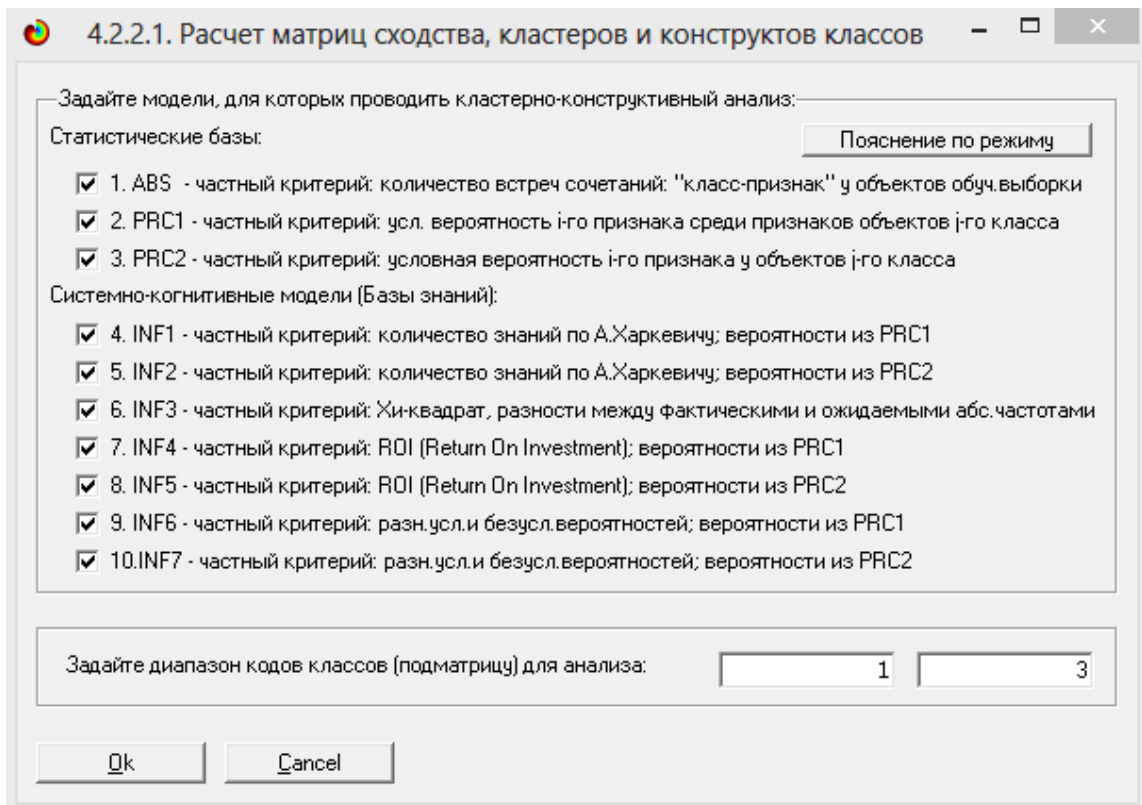 4.2.2.1. Расчет матриц сходства, кластеров и конструктов классов
Задайте модели, для которых проводить кластерно-конструктивный анализ:
Статистические базы:
Пояснение по режиму
1. ABS - частный критерий: количество встреч сочетаний: "класс-признак" у объектов обуч.выборки
2. PRC1 - частный критерий: усл. вероятность i-го признака среди признаков объектов j-го класса
3. PRC2 - частный критерий: условная вероятность i-го признака у объектов j-го класса
Системно-когнитивные модели (Базы знаний):
4. INF1 - частный критерий: количество знаний по А.Харкевичу; вероятности из PRC1
5. INF2 - частный критерий: количество знаний по А.Харкевичу; вероятности из PRC2
6. INF3 - частный критерий: Хи-квадрат, разности между фактическими и ожидаемыми абс.частотами
7. INF4 - частный критерий: ROI (Return On Investment); вероятности из PRC1
8. INF5 - частный критерий: ROI (Return On Investment); вероятности из PRC2
9. INF6 - частный критерий: разн.усл.и безусл.вероятностей; вероятности из PRC1
10.INF7 - частный критерий: разн.усл.и безусл.вероятностей; вероятности из PRC2
Задайте диапазон кодов классов (подматрицу) для анализа:
1
3
Ok
Cancel